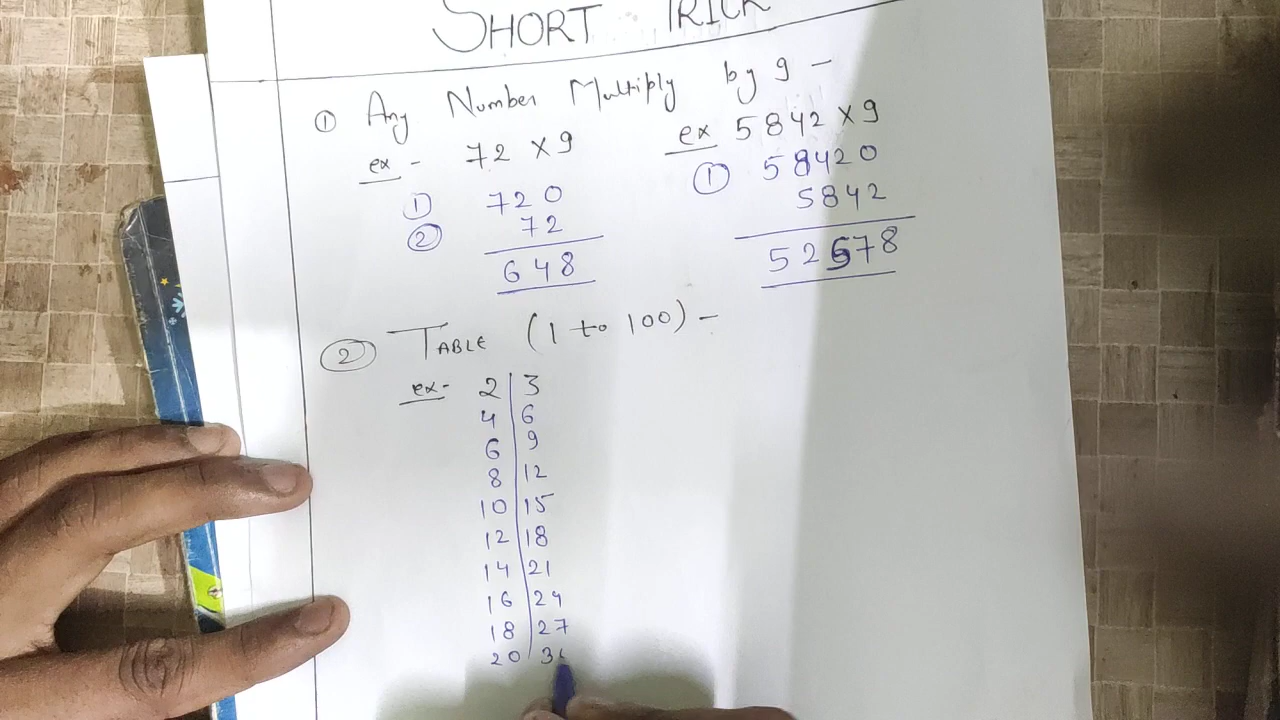 SHORT TRICK
① Any Number Multiply by 9 -
ex - 72 × 9
① 720
② 72
648
ex 5842 × 9
① 58420
5842
52578
② TABLE (1 to 100) -
ex- 2 | 3
4 | 6
6 | 9
8 | 12
10 | 15
12 | 18
14 | 21
16 | 24
18 | 27
20 | 3